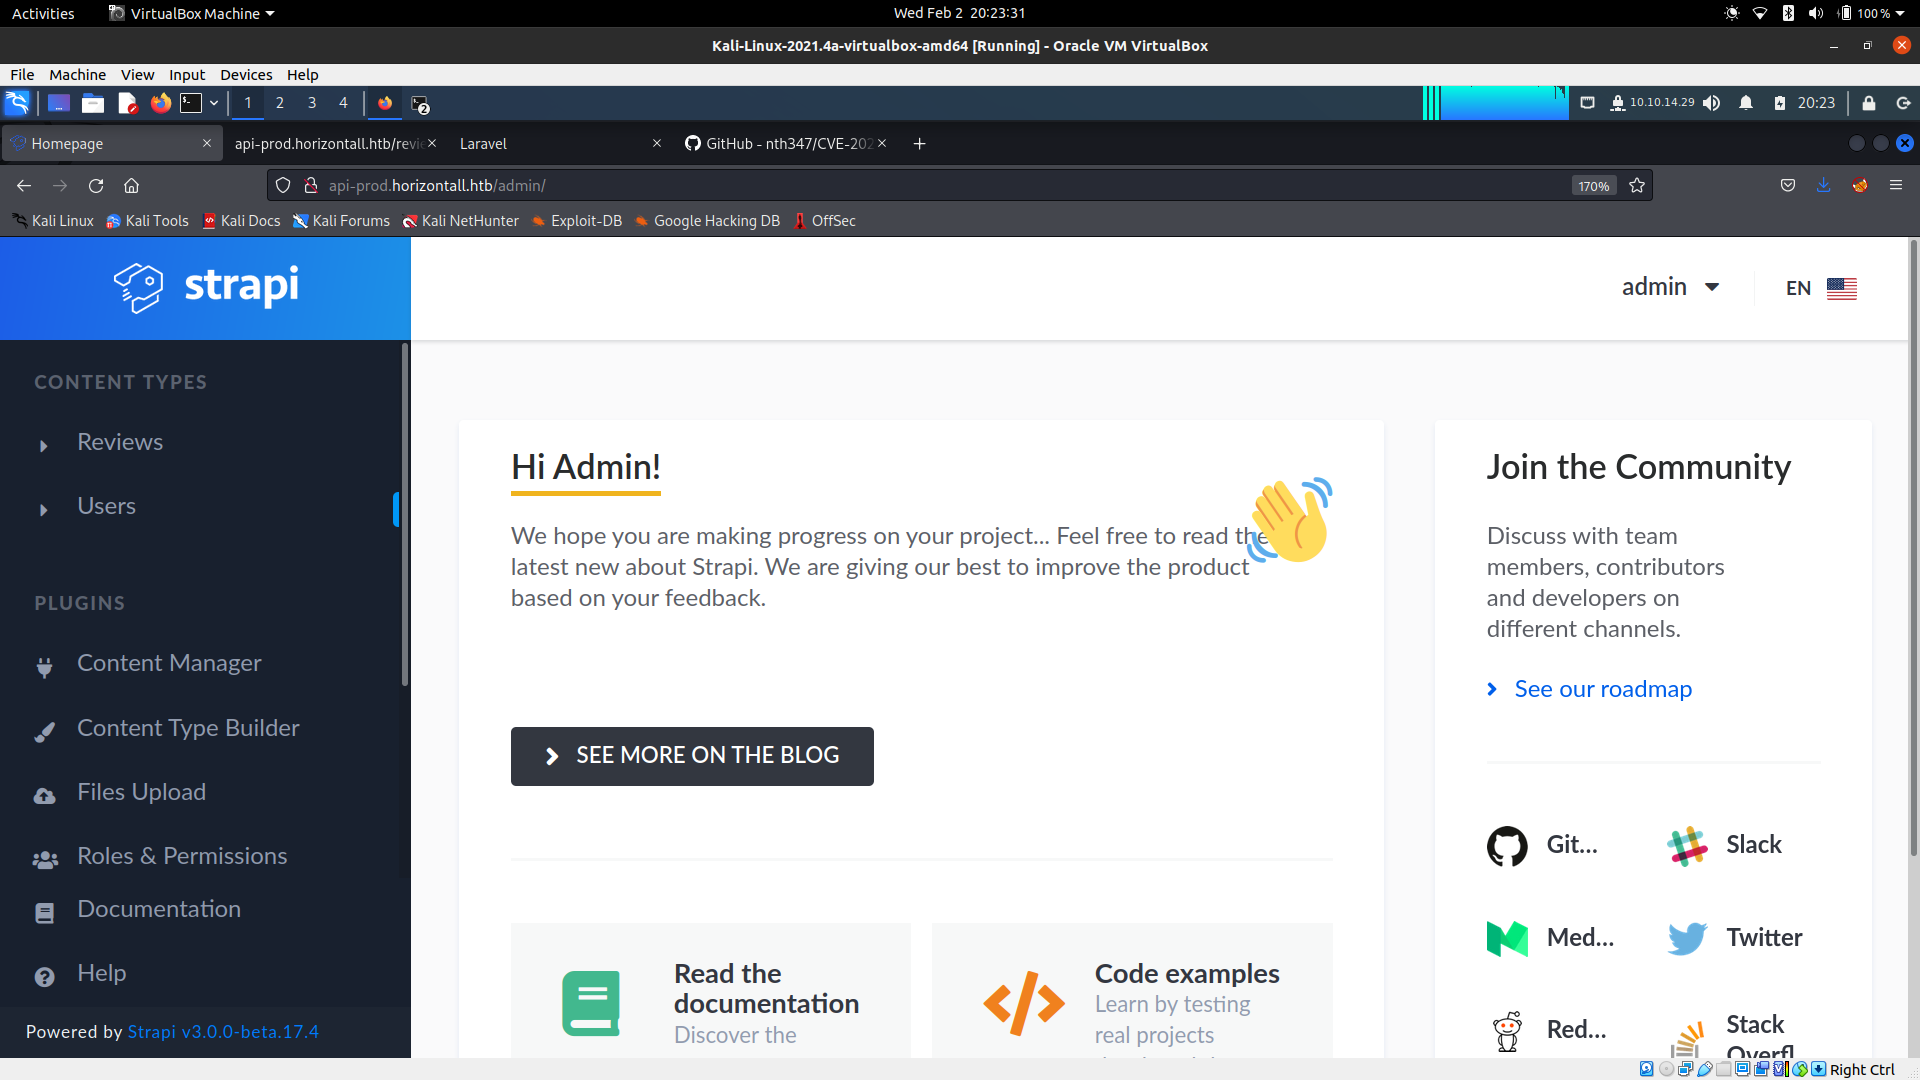 Activities
VirtualBox Machine
Wed Feb 2 20:23:31
100 %
Kali-Linux-2021.4a-virtualbox-amd64 [Running] - Oracle VM VirtualBox
File Machine View Input Devices Help
1 2 3 4
2
10.10.14.29
20:23
Homepage
api-prod.horizontall.htb/revi
Laravel
GitHub - nth347/CVE-202
api-prod.horizontall.htb/admin/
170%
Kali Linux
Kali Tools
Kali Docs
Kali Forums
Kali NetHunter
Exploit-DB
Google Hacking DB
OffSec
strapi
admin
EN
CONTENT TYPES
Reviews
Users
PLUGINS
Content Manager
Content Type Builder
Files Upload
Roles & Permissions
Documentation
Help
Powered by Strapi v3.0.0-beta.17.4
Hi Admin!
We hope you are making progress on your project... Feel free to read the
latest new about Strapi. We are giving our best to improve the product
based on your feedback.
SEE MORE ON THE BLOG
Read the
documentation
Discover the
Code examples
Learn by testing
real projects
Join the Community
Discuss with team
members, contributors
and developers on
different channels.
See our roadmap
Git...
Slack
Med...
Twitter
Red...
Stack
Overfl
Right Ctrl